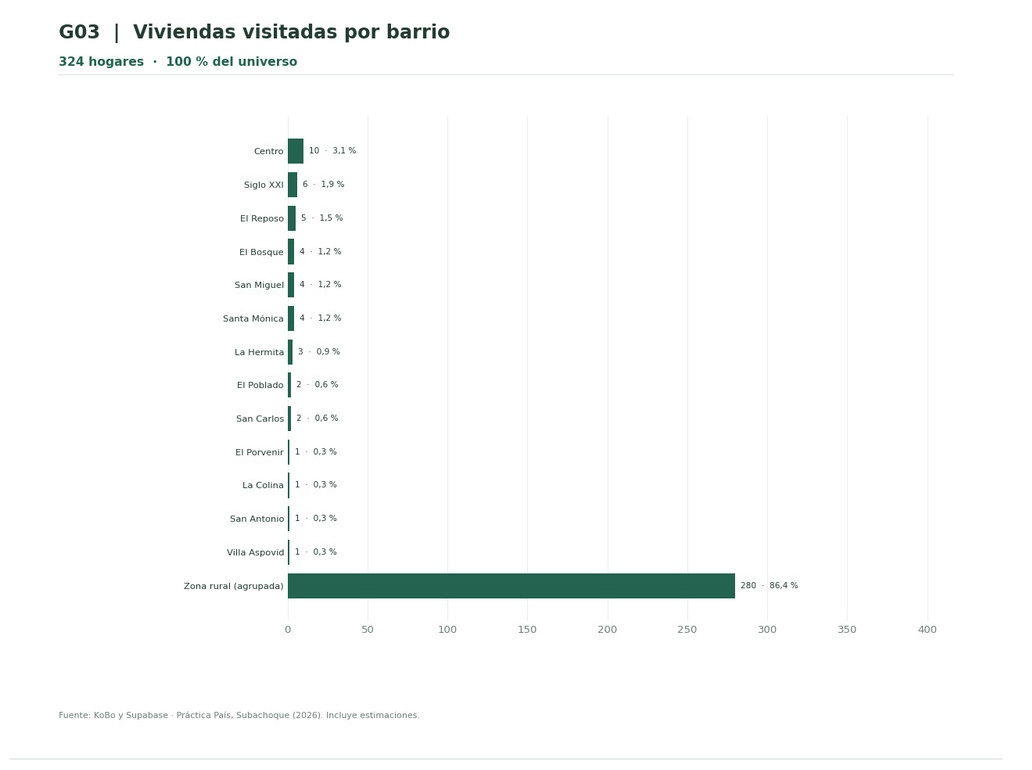 G03 | Viviendas visitadas por barrio
324 hogares · 100 % del universo
Centro 10 · 3,1 %
Siglo XXI 6 · 1,9 %
El Reposo 5 · 1,5 %
El Bosque 4 · 1,2 %
San Miguel 4 · 1,2 %
Santa Mónica 4 · 1,2 %
La Hermita 3 · 0,9 %
El Poblado 2 · 0,6 %
San Carlos 2 · 0,6 %
El Porvenir 1 · 0,3 %
La Colina 1 · 0,3 %
San Antonio 1 · 0,3 %
Villa Aspovid 1 · 0,3 %
Zona rural (agrupada) 280 · 86,4 %
0 50 100 150 200 250 300 350 400
Fuente: KoBo y Supabase · Práctica País, Subachoque (2026). Incluye estimaciones.